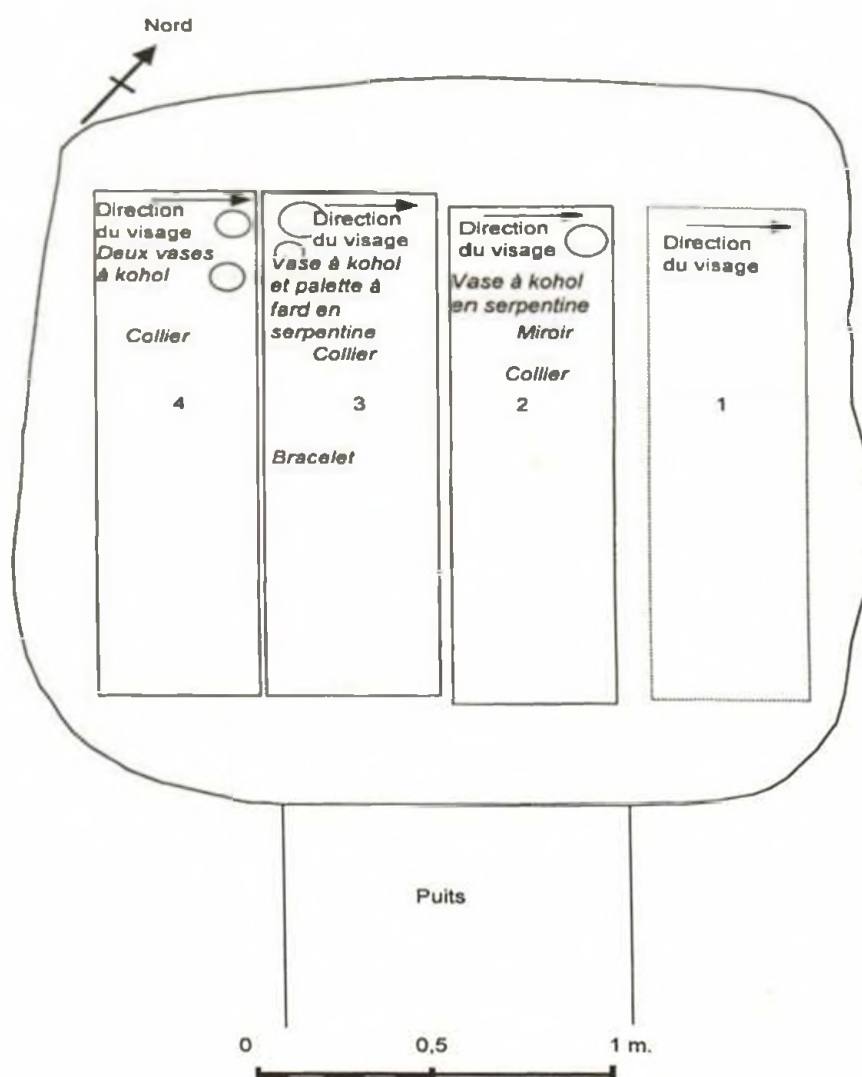 Nord
Direction
du visage
Deux vases
à kohol
Collier
4
Direction
du visage
Vase à kohol
et palette à
fard en
serpentine
Collier
3
Bracelet
Direction
du visage
Vase à kohol
en serpentine
Miroir
Collier
2
Direction
du visage
1
Puits
0 0,5 1 m.